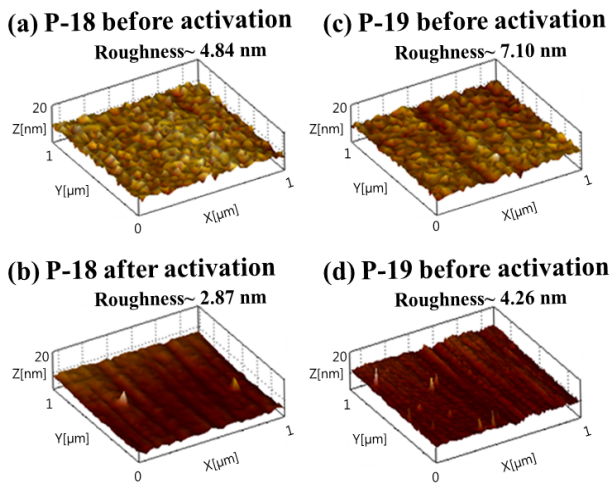 (a) P-18 before activation
Roughness~ 4.84 nm
20
Z[nm]
1
Y[µm]
0
X[µm]
1
(c) P-19 before activation
Roughness~ 7.10 nm
20
Z[nm]
1
Y[µm]
0
X[µm]
1
(b) P-18 after activation
Roughness~ 2.87 nm
20
Z[nm]
1
Y[µm]
0
X[µm]
1
(d) P-19 before activation
Roughness~ 4.26 nm
20
Z[nm]
1
Y[µm]
0
X[µm]
1